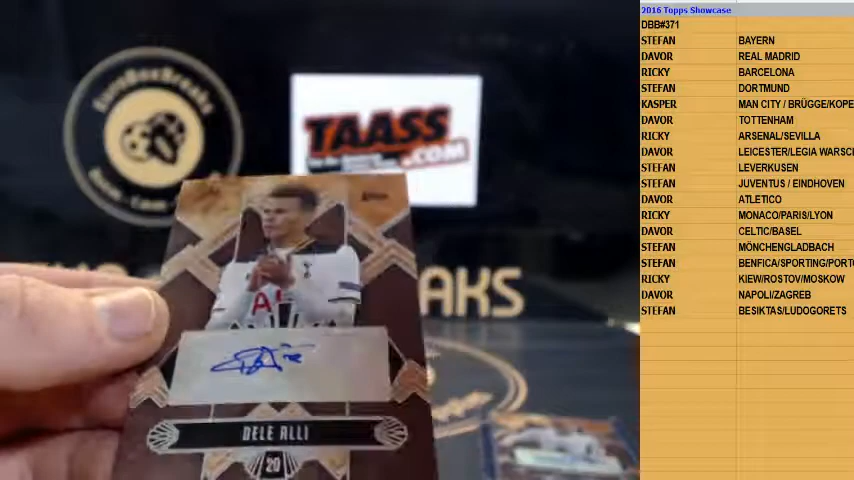 EuroBoxBreaks
TAASS
.COM
AKS
DELE ALLI
20
2016 Topps Showcase
DBB#371
STEFAN BAYERN
DAVOR REAL MADRID
RICKY BARCELONA
STEFAN DORTMUND
KASPER MAN CITY / BRÜGGE/KOPE
DAVOR TOTTENHAM
RICKY ARSENAL/SEVILLA
DAVOR LEICESTER/LEGIA WARSC
STEFAN LEVERKUSEN
STEFAN JUVENTUS / EINDHOVEN
DAVOR ATLETICO
RICKY MONACO/PARIS/LYON
DAVOR CELTIC/BASEL
STEFAN MÖNCHENGLADBACH
STEFAN BENFICA/SPORTING/PORT
RICKY KIEW/ROSTOV/MOSKOW
DAVOR NAPOLI/ZAGREB
STEFAN BESIKTAS/LUDOGORETS